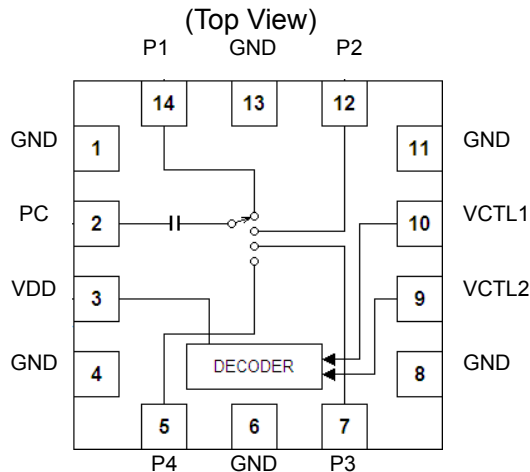 (Top View)
P1 GND P2
14 13 12
GND 1 11 GND
PC 2 10 VCTL1
VDD 3 9 VCTL2
GND 4 DECODER 8 GND
5 6 7
P4 GND P3